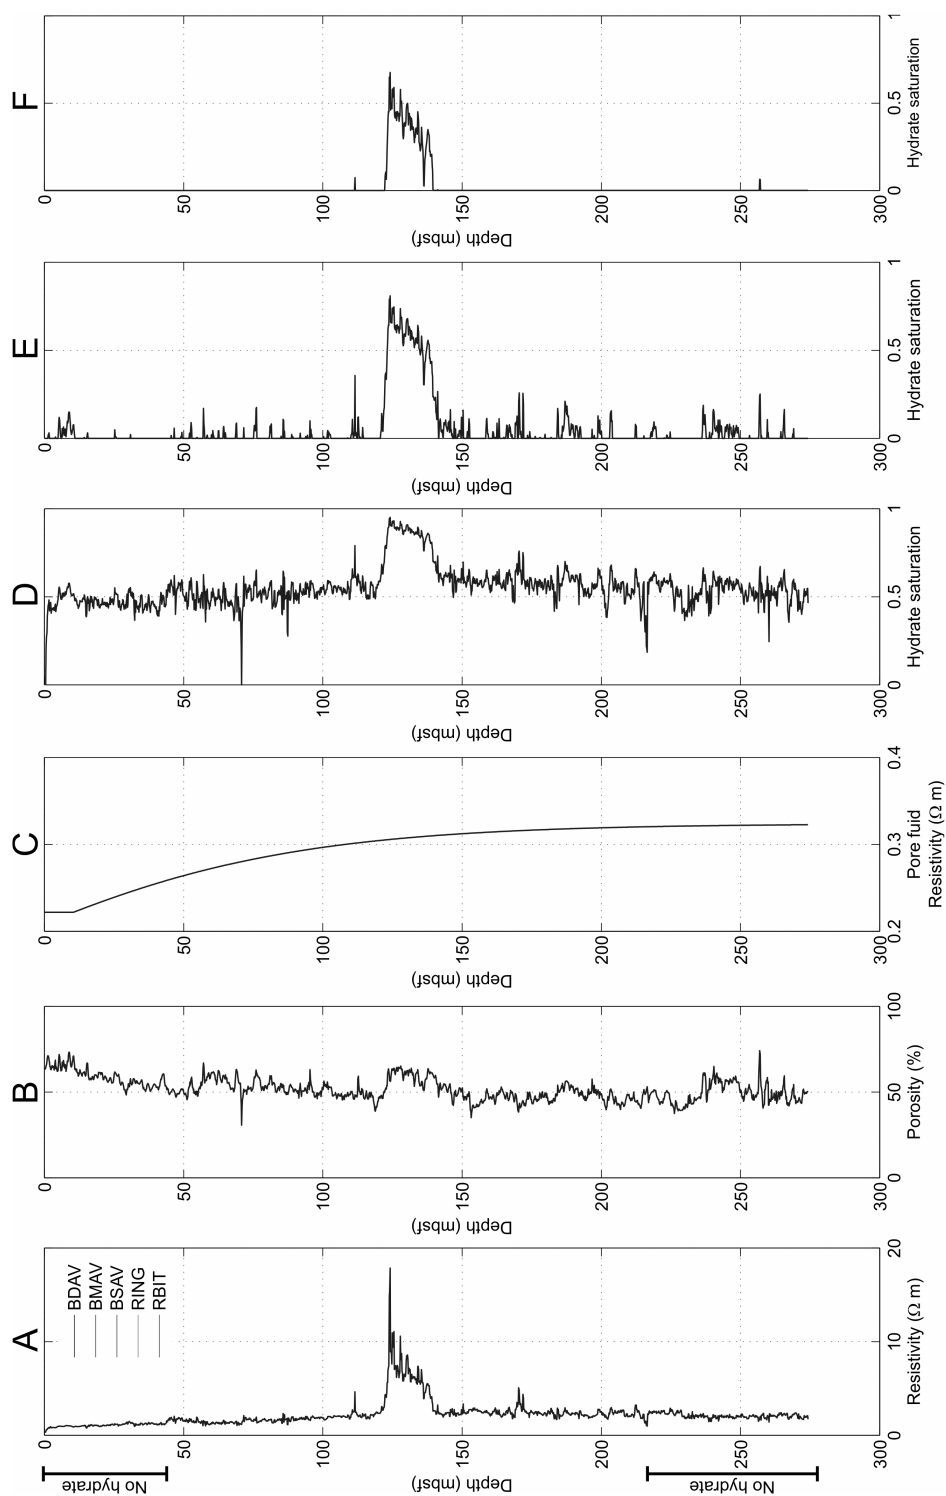 F
0
50
100
150
200
250
300
Depth (mbsf)
0
0.5
1
Hydrate saturation
E
0
50
100
150
200
250
300
Depth (mbsf)
0
0.5
1
Hydrate saturation
D
0
50
100
150
200
250
300
Depth (mbsf)
0
0.5
1
Hydrate saturation
C
0
50
100
150
200
250
300
Depth (mbsf)
0.2
0.3
0.4
Pore fuid
Resistivity (Ω m)
B
0
50
100
150
200
250
300
Depth (mbsf)
0
50
100
Porosity (%)
A
BDAV
BMAV
BSAV
RING
RBIT
0
50
100
150
200
250
300
Depth (mbsf)
0
10
20
Resistivity (Ω m)
No hydrate
No hydrate